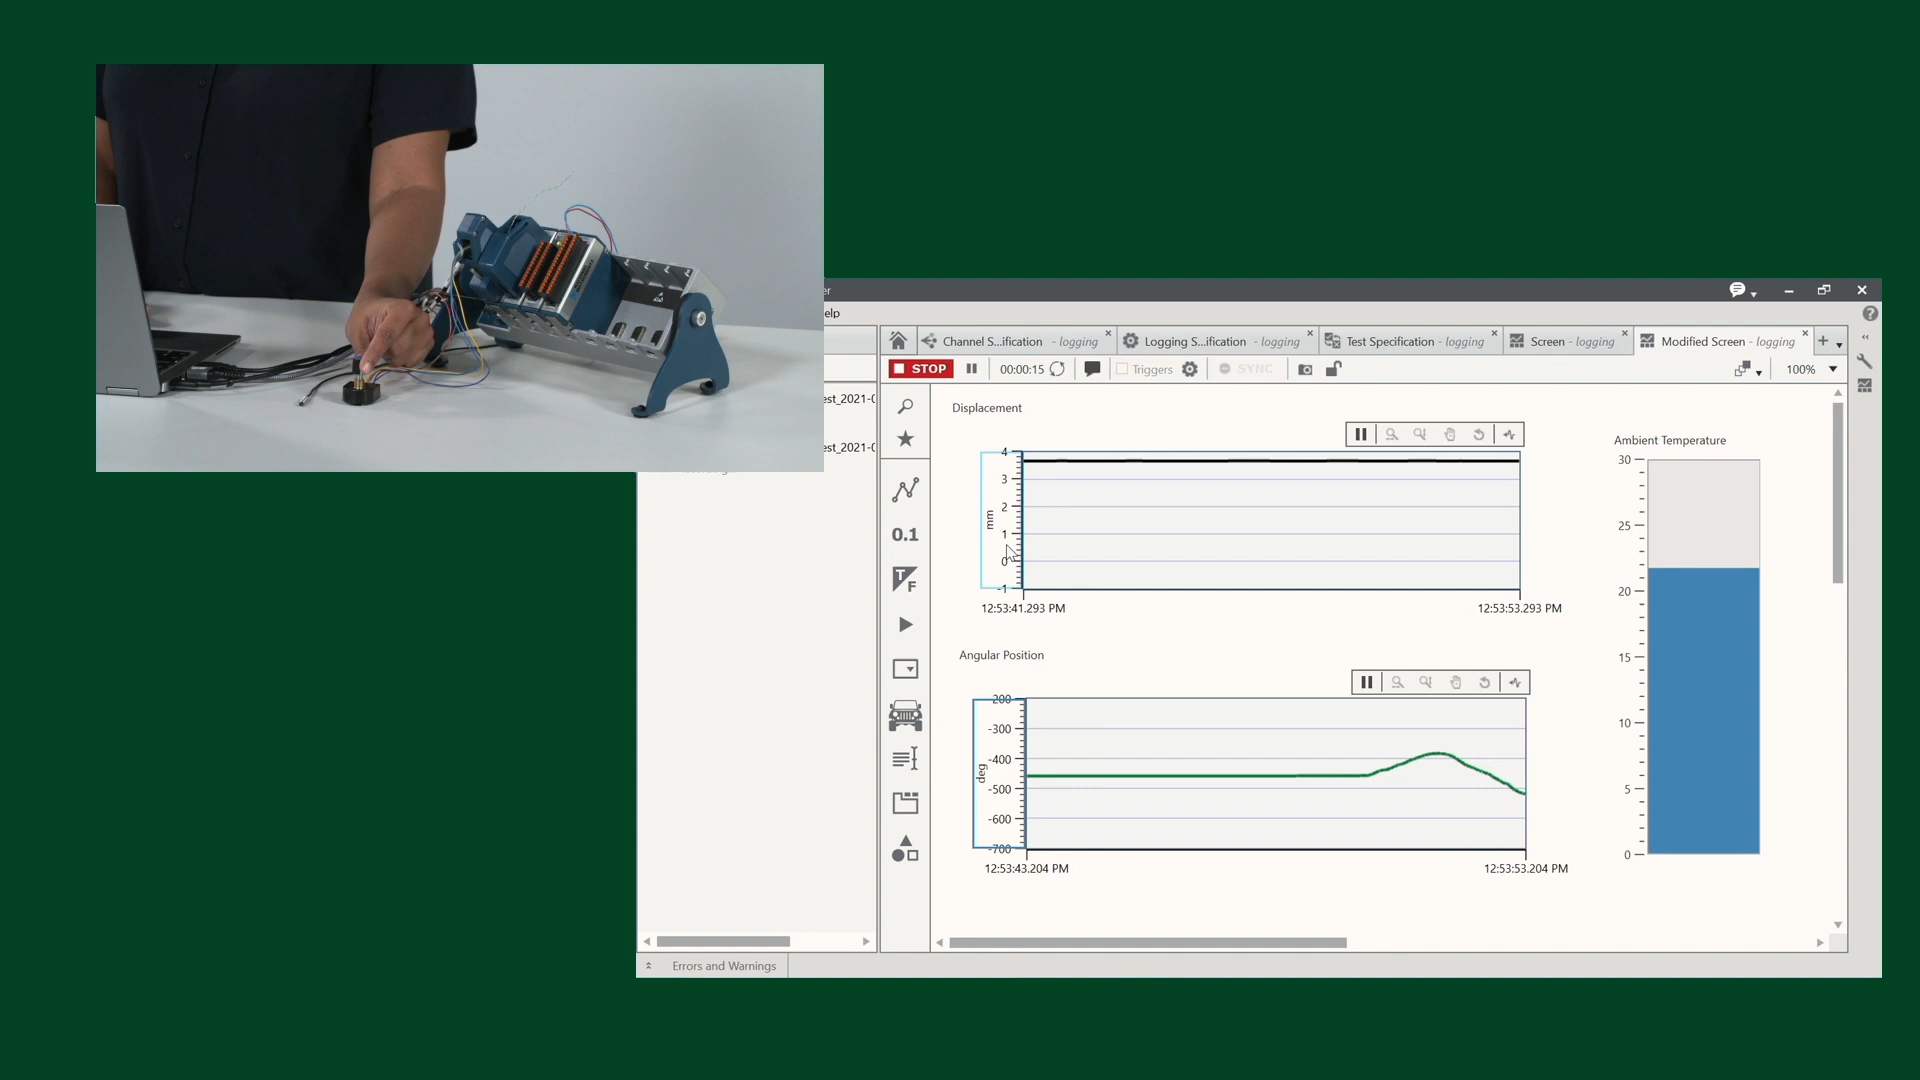 er
elp
Channel S...ification - logging
Logging S...ification - logging
Test Specification - logging
Screen - logging
Modified Screen - logging
STOP
00:00:15
Triggers
SYNC
100%
est_2021-0
est_2021-0
0.1
T
F
Displacement
4
3
2
1
0
-1
mm
12:53:41.293 PM
12:53:53.293 PM
Angular Position
-300
-400
-500
-600
-700
deg
12:53:43.204 PM
12:53:53.204 PM
Ambient Temperature
30
25
20
15
10
5
0
Errors and Warnings